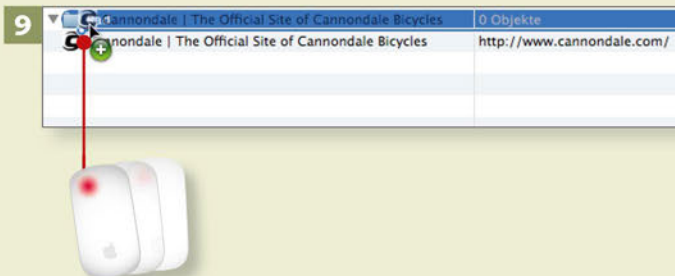 9
Cannondale | The Official Site of Cannondale Bicycles 0 Objekte
nondale | The Official Site of Cannondale Bicycles http://www.cannondale.com/